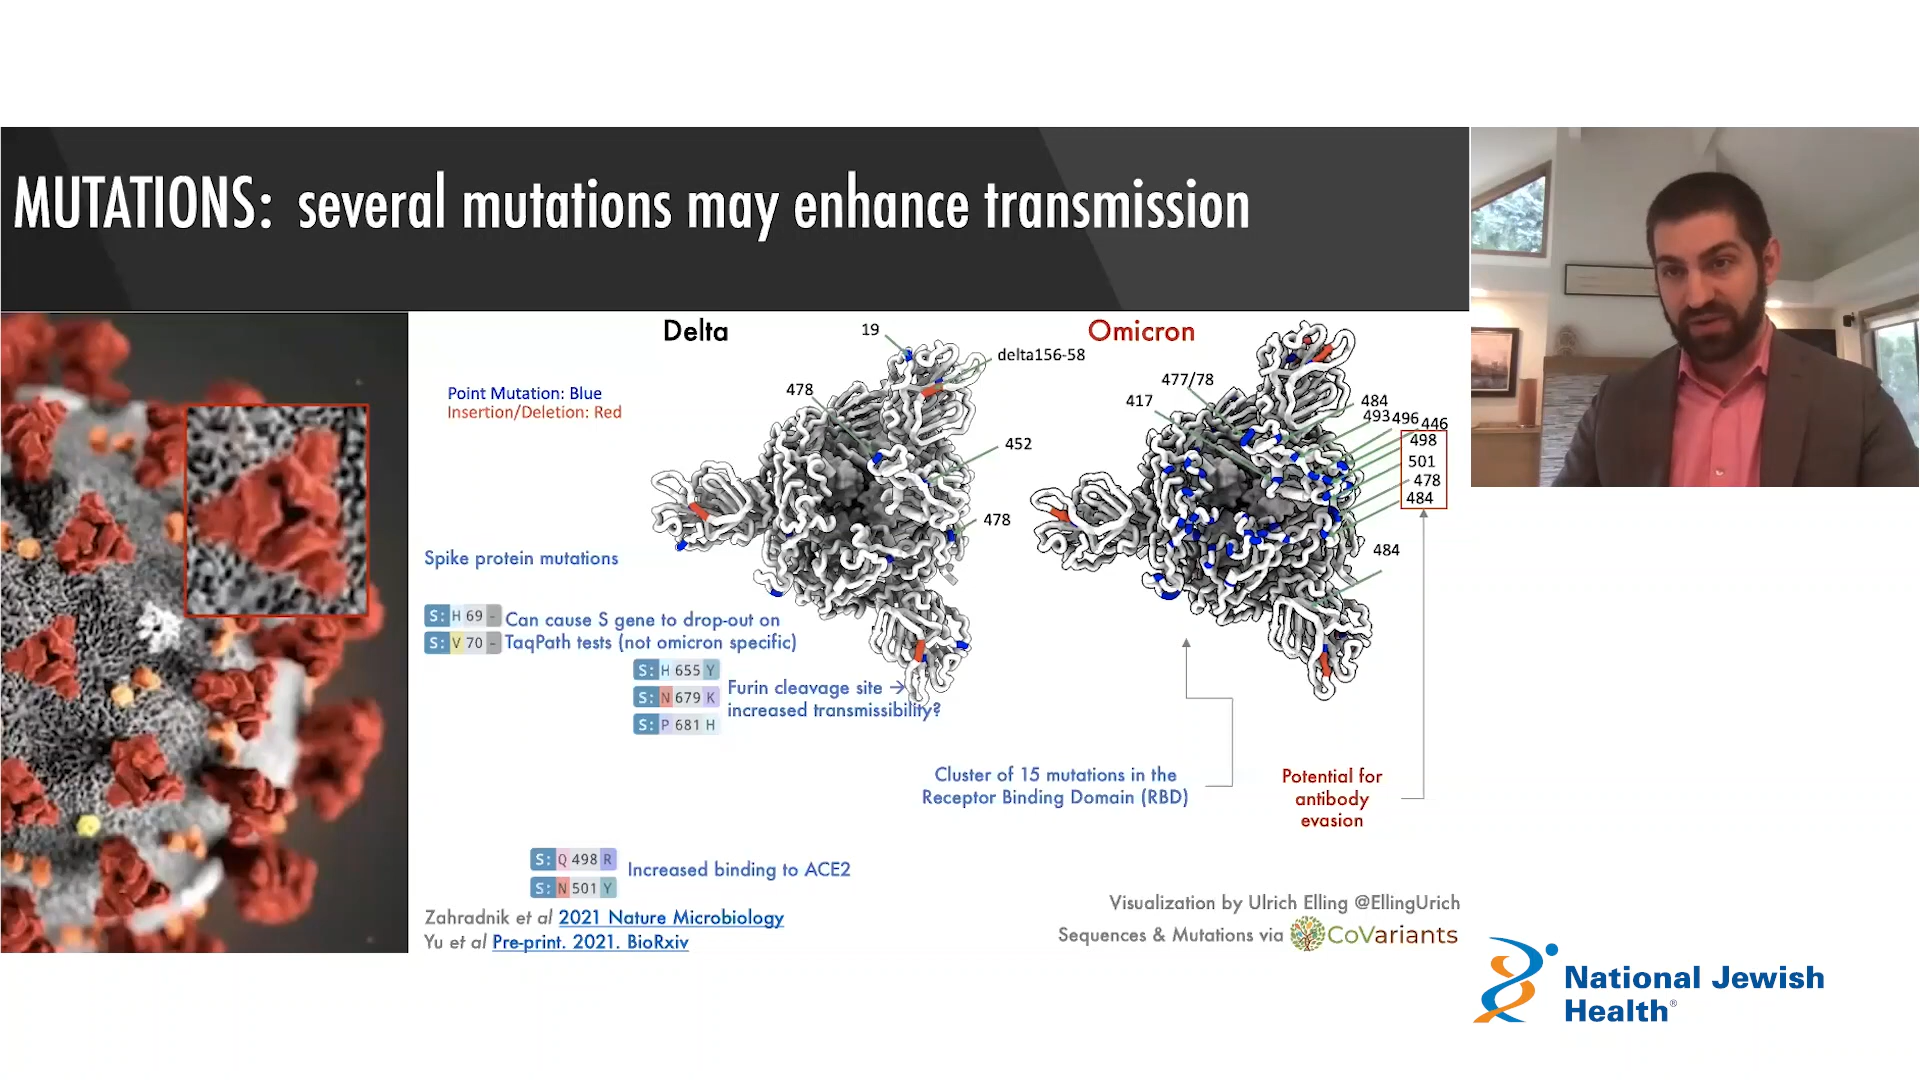 MUTATIONS: several mutations may enhance transmission
Delta
Omicron
Point Mutation: Blue
Insertion/Deletion: Red
19
delta156-58
478
452
478
477/78
417
484
493
496
446
498
501
478
484
484
Spike protein mutations
S: H 69 -
S: V 70 -
Can cause S gene to drop-out on
TaqPath tests (not omicron specific)
S: H 655 Y
S: N 679 K
S: P 681 H
Furin cleavage site →
increased transmissibility?
Cluster of 15 mutations in the
Receptor Binding Domain (RBD)
Potential for
antibody
evasion
S: Q 498 R
S: N 501 Y
Increased binding to ACE2
Zahradnik et al 2021 Nature Microbiology
Yu et al Pre-print. 2021. BioRxiv
Visualization by Ulrich Elling @EllingUrich
Sequences & Mutations via CoVariants
National Jewish
Health®